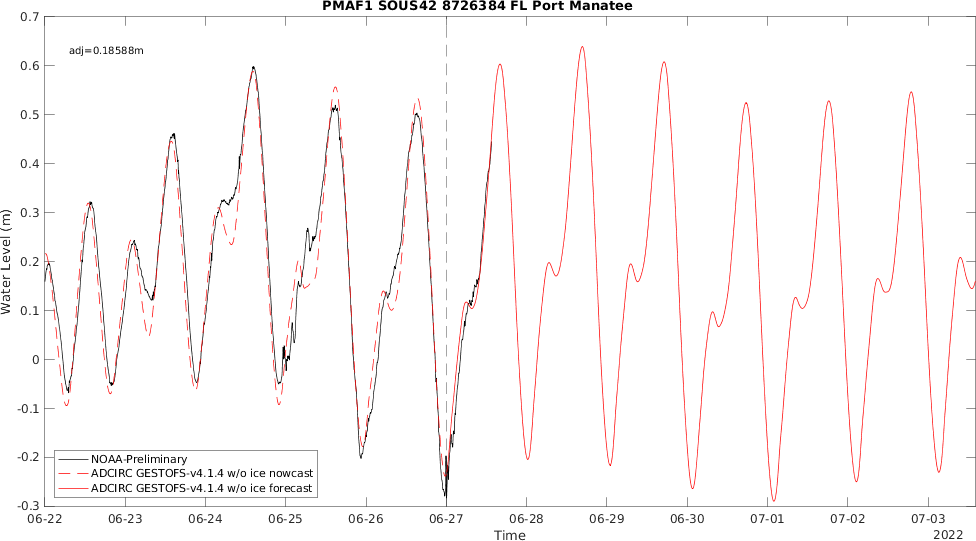 PMAF1 SOUS42 8726384 FL Port Manatee
0.7
0.6
0.5
0.4
0.3
0.2
0.1
0
-0.1
-0.2
-0.3
Water Level (m)
adj=0.18588m
NOAA-Preliminary
ADCIRC GESTOFS-v4.1.4 w/o ice nowcast
ADCIRC GESTOFS-v4.1.4 w/o ice forecast
06-22 06-23 06-24 06-25 06-26 06-27 06-28 06-29 06-30 07-01 07-02 07-03
Time
2022